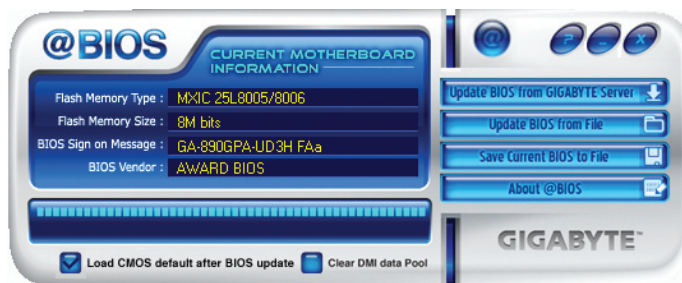 @BIOS
CURRENT MOTHERBOARD
INFORMATION
Flash Memory Type : MXIC 25L8005/8006
Flash Memory Size : 8M bits
BIOS Sign on Message : GA-890GPA-UD3H FAa
BIOS Vendor : AWARD BIOS
Load CMOS default after BIOS update Clear DMI data Pool
@ ? - X
Update BIOS from GIGABYTE Server
Update BIOS from File
Save Current BIOS to File
About @BIOS
GIGABYTE™